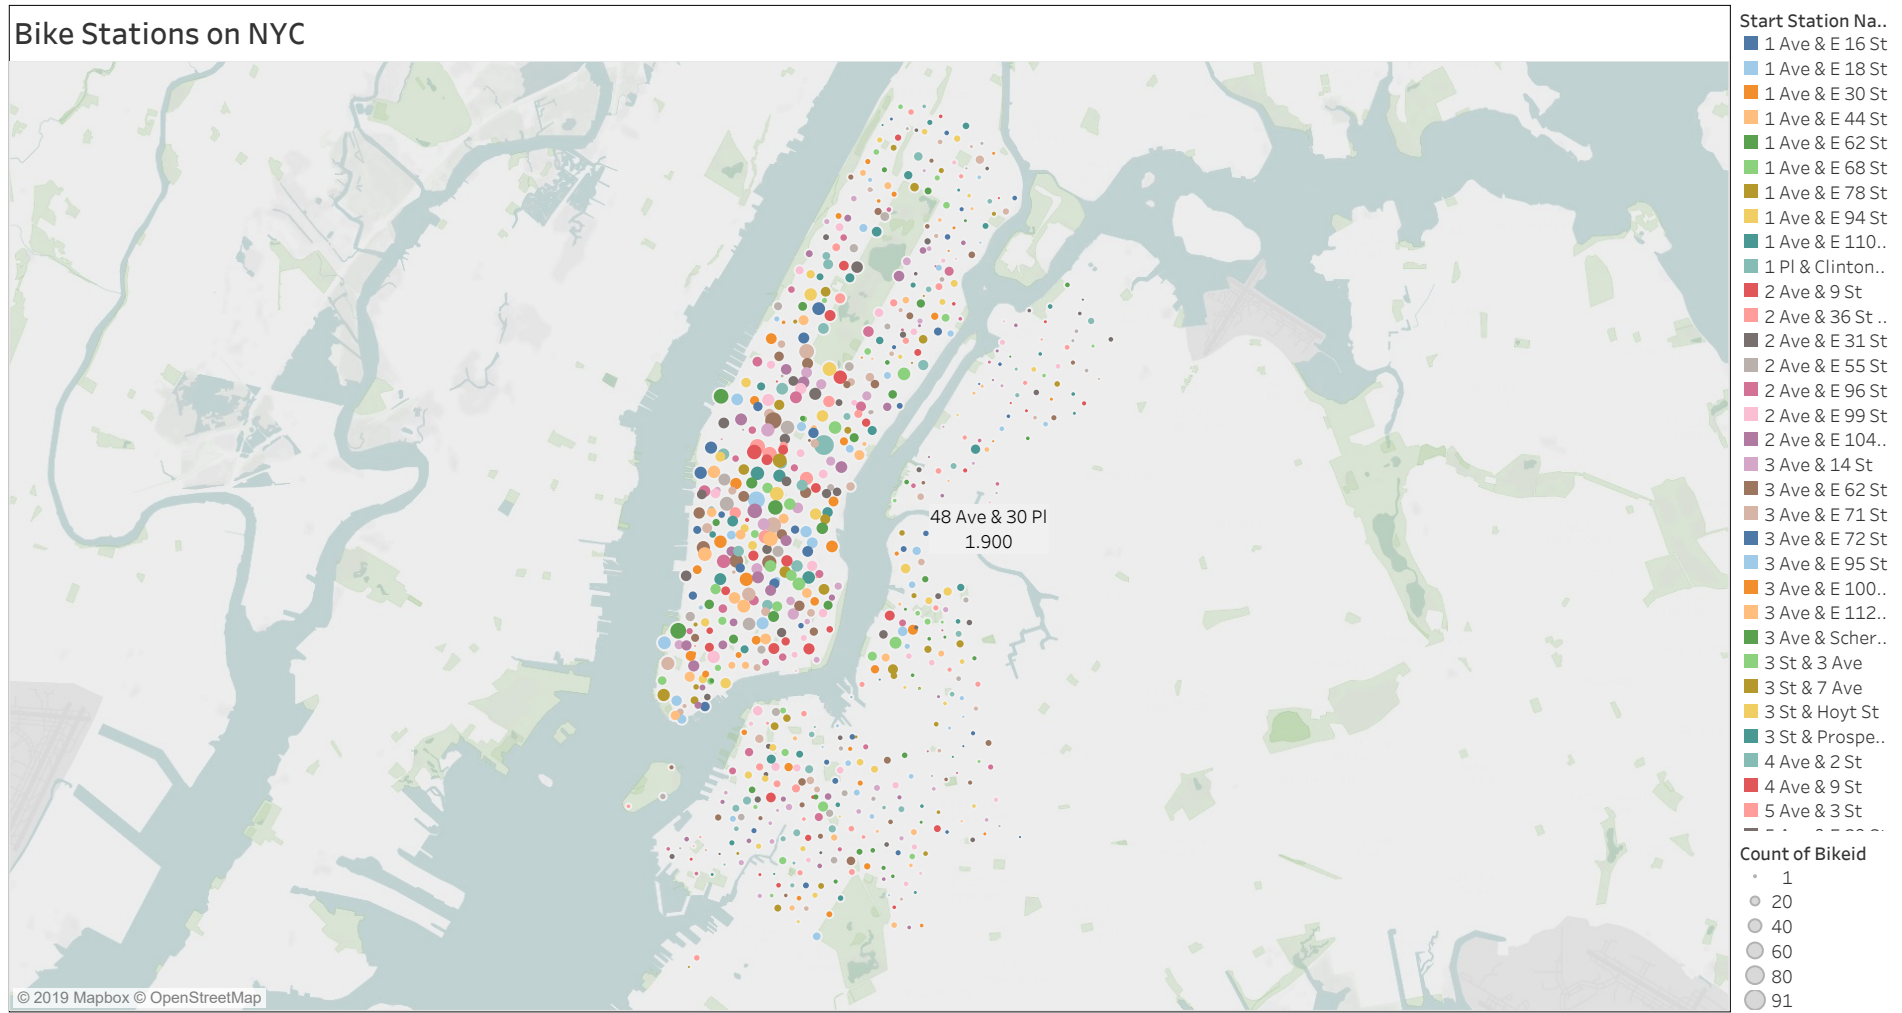 Bike Stations on NYC
48 Ave & 30 Pl
1.900
© 2019 Mapbox © OpenStreetMap
Start Station Na..
1 Ave & E 16 St
1 Ave & E 18 St
1 Ave & E 30 St
1 Ave & E 44 St
1 Ave & E 62 St
1 Ave & E 68 St
1 Ave & E 78 St
1 Ave & E 94 St
1 Ave & E 110..
1 Pl & Clinton..
2 Ave & 9 St
2 Ave & 36 St ..
2 Ave & E 31 St
2 Ave & E 55 St
2 Ave & E 96 St
2 Ave & E 99 St
2 Ave & E 104..
3 Ave & 14 St
3 Ave & E 62 St
3 Ave & E 71 St
3 Ave & E 72 St
3 Ave & E 95 St
3 Ave & E 100..
3 Ave & E 112..
3 Ave & Scher..
3 St & 3 Ave
3 St & 7 Ave
3 St & Hoyt St
3 St & Prospe..
4 Ave & 2 St
4 Ave & 9 St
5 Ave & 3 St
Count of Bikeid
1
20
40
60
80
91